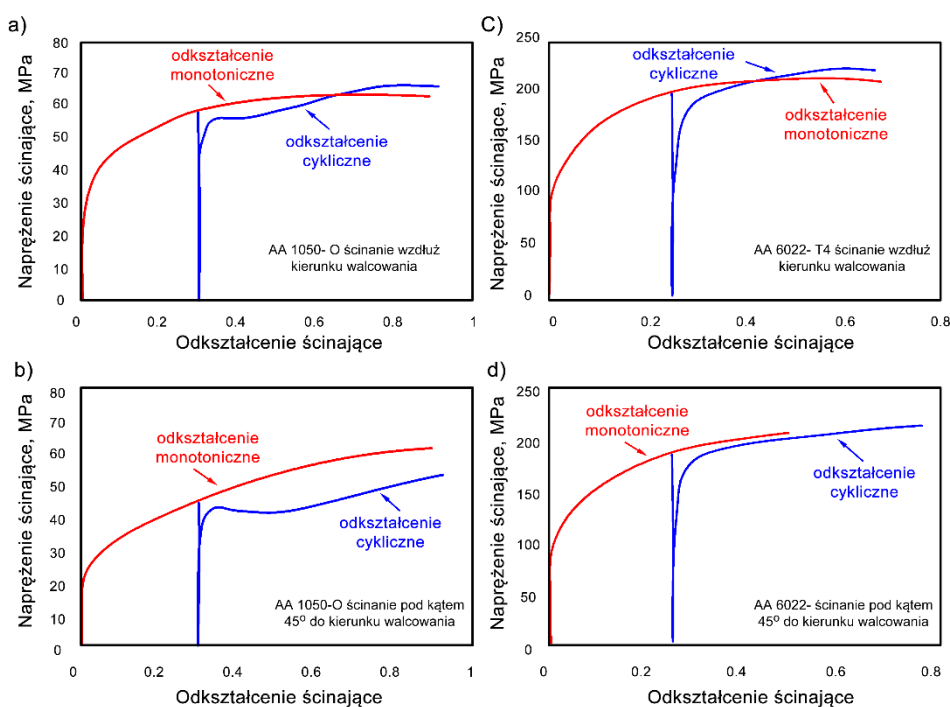 a)
Naprężenie ścinające, MPa
80
70
60
50
40
30
20
10
0
odkształcenie
monotoniczne
odkształcenie
cykliczne
AA 1050- O ścinanie wzdłuż
kierunku walcowania
0
0.2
0.4
0.6
0.8
1
Odkształcenie ścinające
C)
Naprężenie ścinające, MPa
250
200
150
100
50
0
odkształcenie
cykliczne
odkształcenie
monotoniczne
AA 6022- T4 ścinanie wzdłuż
kierunku walcowania
0
0.2
0.4
0.6
0.8
Odkształcenie ścinające
b)
Naprężenie ścinające, MPa
80
70
60
50
40
30
20
10
0
odkształcenie
monotoniczne
odkształcenie
cykliczne
AA 1050-O ścinanie pod kątem
45º do kierunku walcowania
0
0.2
0.4
0.6
0.8
1
Odkształcenie ścinające
d)
Naprężenie ścinające, MPa
250
200
150
100
50
0
odkształcenie
monotoniczne
odkształcenie
cykliczne
AA 6022- ścinanie pod kątem
45º do kierunku walcowania
0
0.2
0.4
0.6
0.8
Odkształcenie ścinające